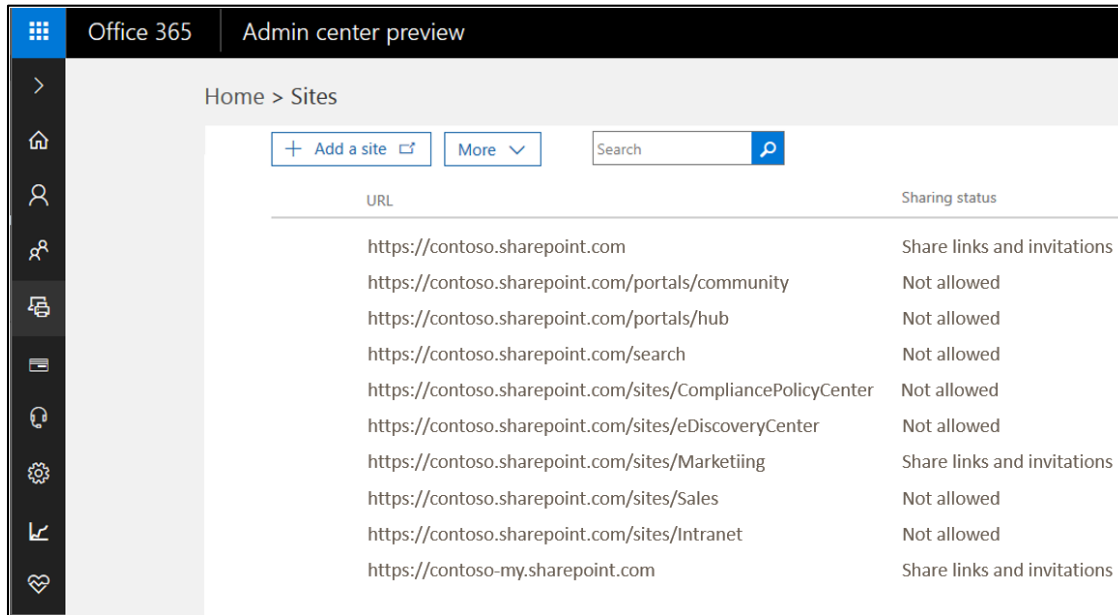 Office 365 Admin center preview
Home > Sites
+ Add a site More Search
URL Sharing status
https://contoso.sharepoint.com Share links and invitations
https://contoso.sharepoint.com/portals/community Not allowed
https://contoso.sharepoint.com/portals/hub Not allowed
https://contoso.sharepoint.com/search Not allowed
https://contoso.sharepoint.com/sites/CompliancePolicyCenter Not allowed
https://contoso.sharepoint.com/sites/eDiscoveryCenter Not allowed
https://contoso.sharepoint.com/sites/Marketiing Share links and invitations
https://contoso.sharepoint.com/sites/Sales Not allowed
https://contoso.sharepoint.com/sites/Intranet Not allowed
https://contoso-my.sharepoint.com Share links and invitations